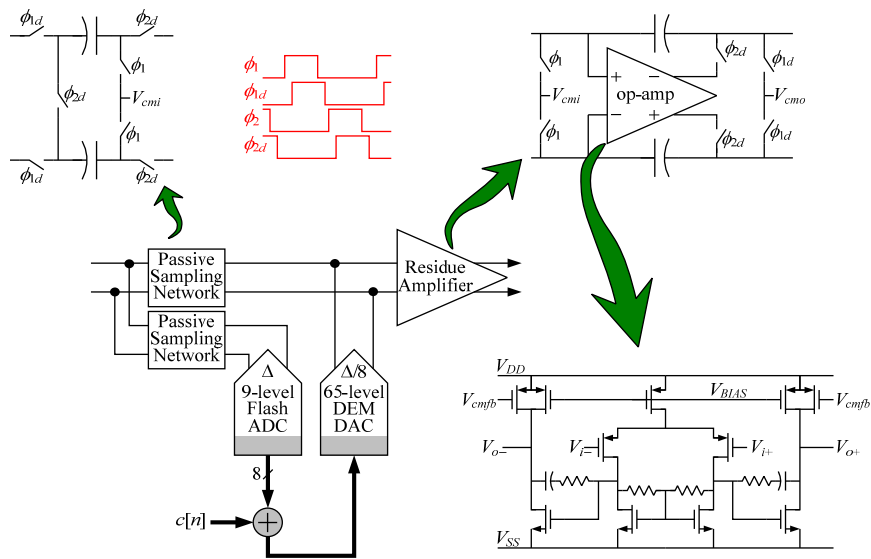 ϕ1d
ϕ2d
ϕ1
ϕ2d
Vcmi
ϕ1
ϕ1d
ϕ2d
ϕ1
ϕ1d
ϕ2
ϕ2d
ϕ1
Vcmi
ϕ1
+ −
op-amp
− +
ϕ2d
ϕ1d
Vcmo
ϕ2d
ϕ1d
Passive
Sampling
Network
Passive
Sampling
Network
Residue
Amplifier
Δ
9-level
Flash
ADC
Δ/8
65-level
DEM
DAC
8
c[n]
+
VDD
Vcmfb
VBIAS
Vcmfb
Vo−
Vi−
Vi+
Vo+
VSS